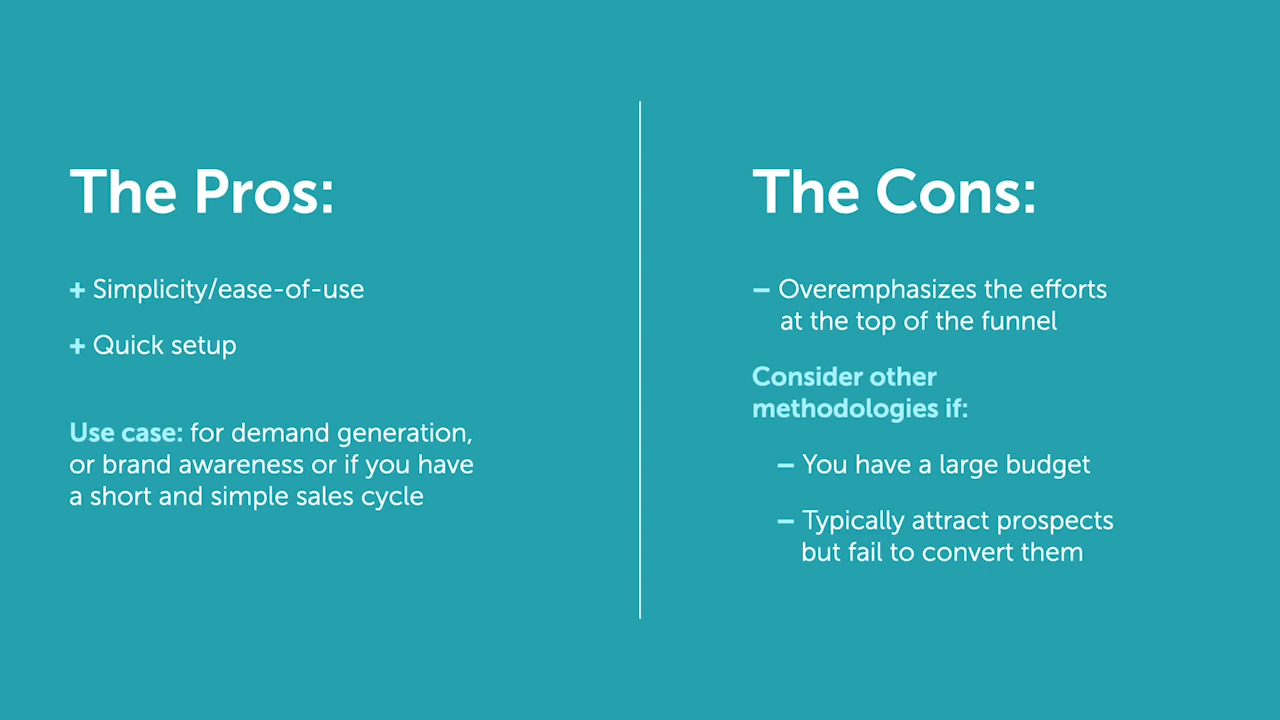 The Pros:
+ Simplicity/ease-of-use
+ Quick setup
Use case: for demand generation,
or brand awareness or if you have
a short and simple sales cycle
The Cons:
– Overemphasizes the efforts
at the top of the funnel
Consider other
methodologies if:
– You have a large budget
– Typically attract prospects
but fail to convert them